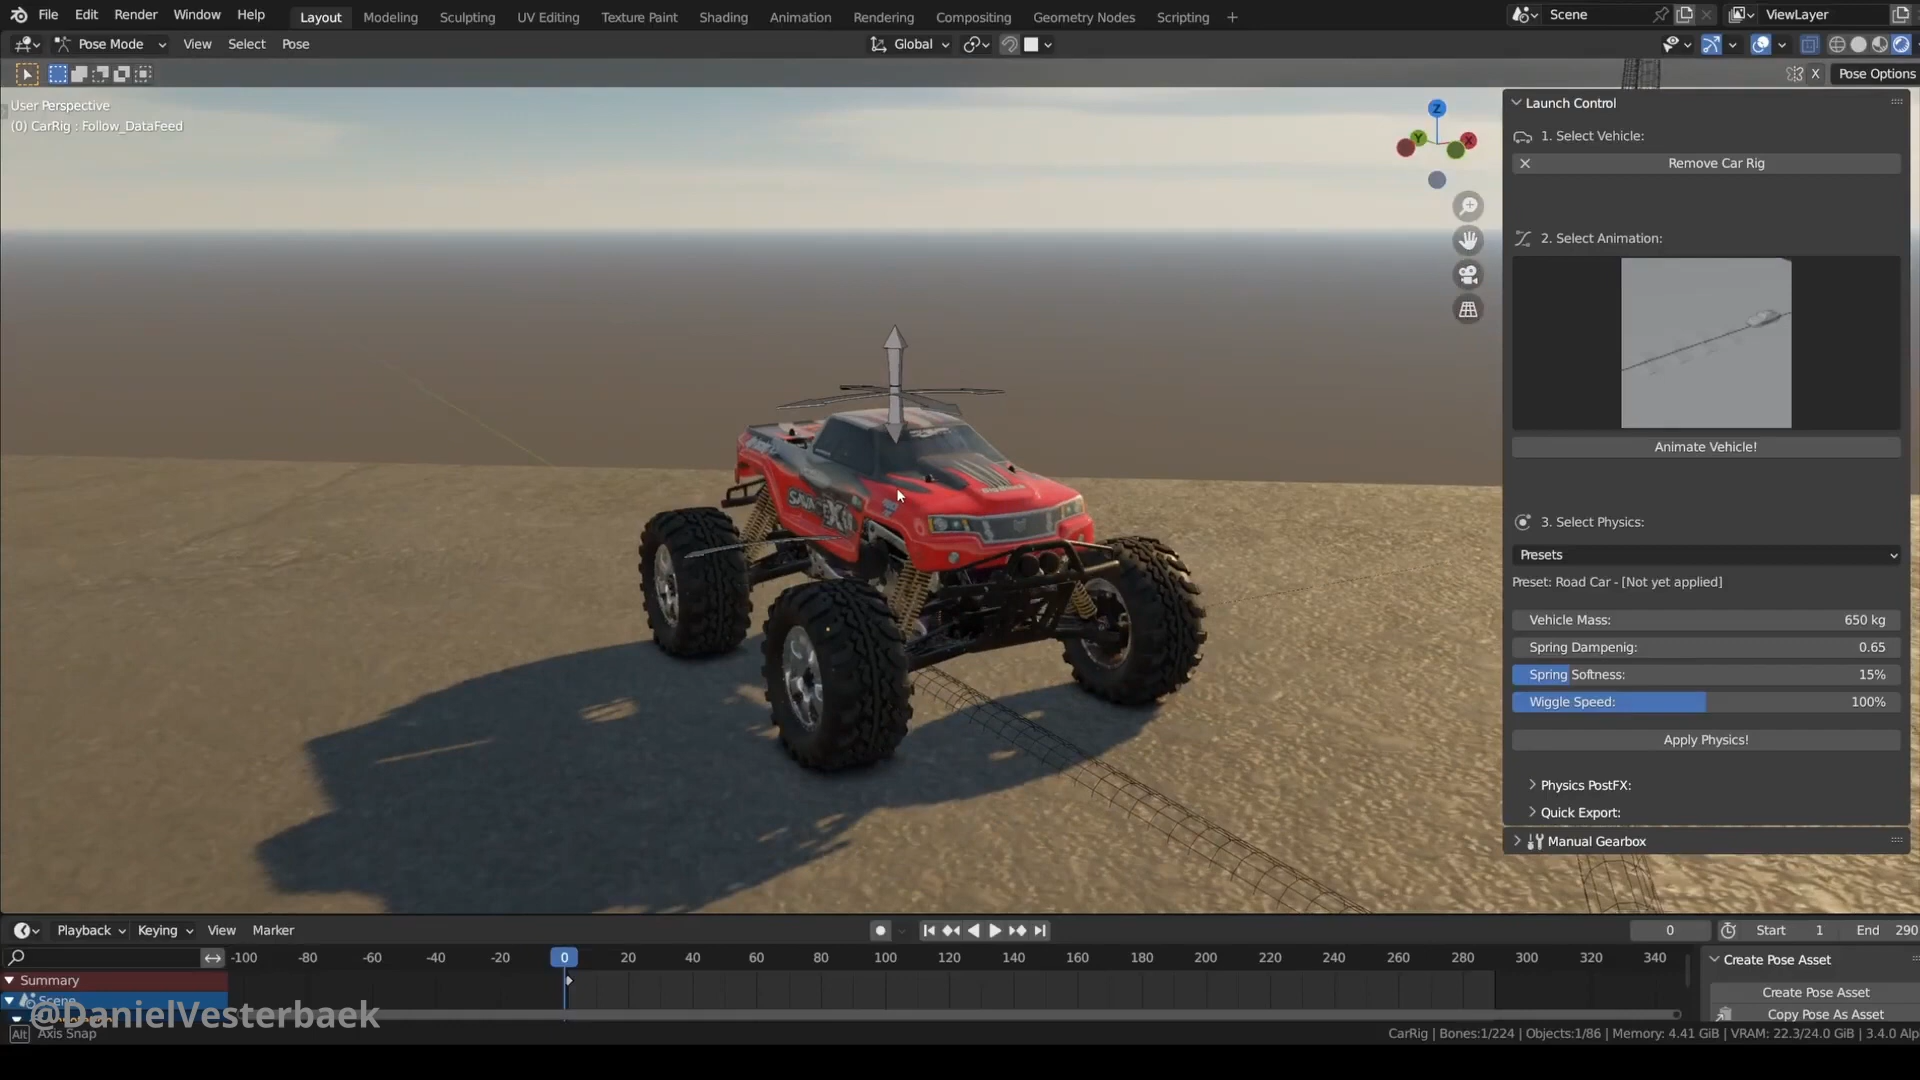 File Edit Render Window Help Layout Modeling Sculpting UV Editing Texture Paint Shading Animation Rendering Compositing Geometry Nodes Scripting + Scene ViewLayer
Pose Mode View Select Pose Global
X Pose Options
User Perspective
(0) CarRig : Follow_DataFeed
Z
Y
X
Launch Control
1. Select Vehicle:
Remove Car Rig
2. Select Animation:
Animate Vehicle!
3. Select Physics:
Presets
Preset: Road Car - [Not yet applied]
Vehicle Mass: 650 kg
Spring Dampenig: 0.65
Spring Softness: 15%
Wiggle Speed: 100%
Apply Physics!
Physics PostFX:
Quick Export:
Manual Gearbox
Playback Keying View Marker 0 Start 1 End 290
-100 -80 -60 -40 -20 0 20 40 60 80 100 120 140 160 180 200 220 240 260 280 300 320 340
Summary
Scene
Create Pose Asset
Create Pose Asset
Copy Pose As Asset
@DanielVesterbaek
Alt Axis Snap
CarRig | Bones:1/224 | Objects:1/86 | Memory: 4.41 GiB | VRAM: 22.3/24.0 GiB | 3.4.0 Alp